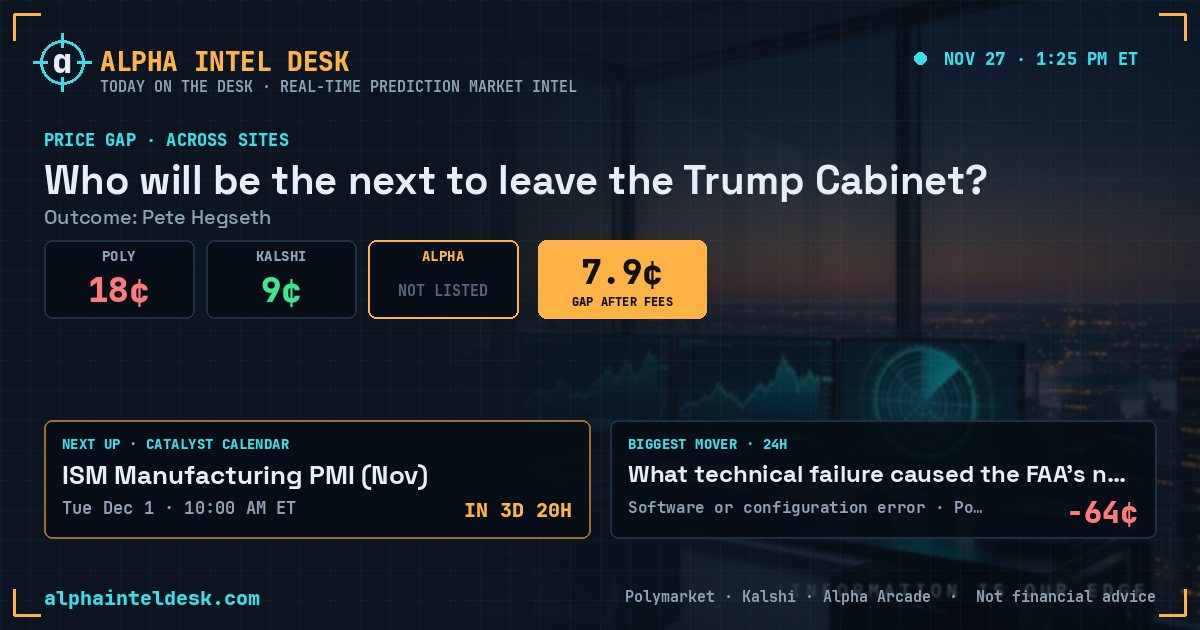 α
ALPHA INTEL DESK
TODAY ON THE DESK · REAL-TIME PREDICTION MARKET INTEL
NOV 27 · 1:25 PM ET
PRICE GAP · ACROSS SITES
Who will be the next to leave the Trump Cabinet?
Outcome: Pete Hegseth
POLY
18¢
KALSHI
9¢
ALPHA
NOT LISTED
7.9¢
GAP AFTER FEES
NEXT UP · CATALYST CALENDAR
ISM Manufacturing PMI (Nov)
Tue Dec 1 · 10:00 AM ET
IN 3D 20H
BIGGEST MOVER · 24H
What technical failure caused the FAA's n…
Software or configuration error · Po…
-64¢
INFORMATION IS OUR EDGE
alphainteldesk.com
Polymarket · Kalshi · Alpha Arcade · Not financial advice